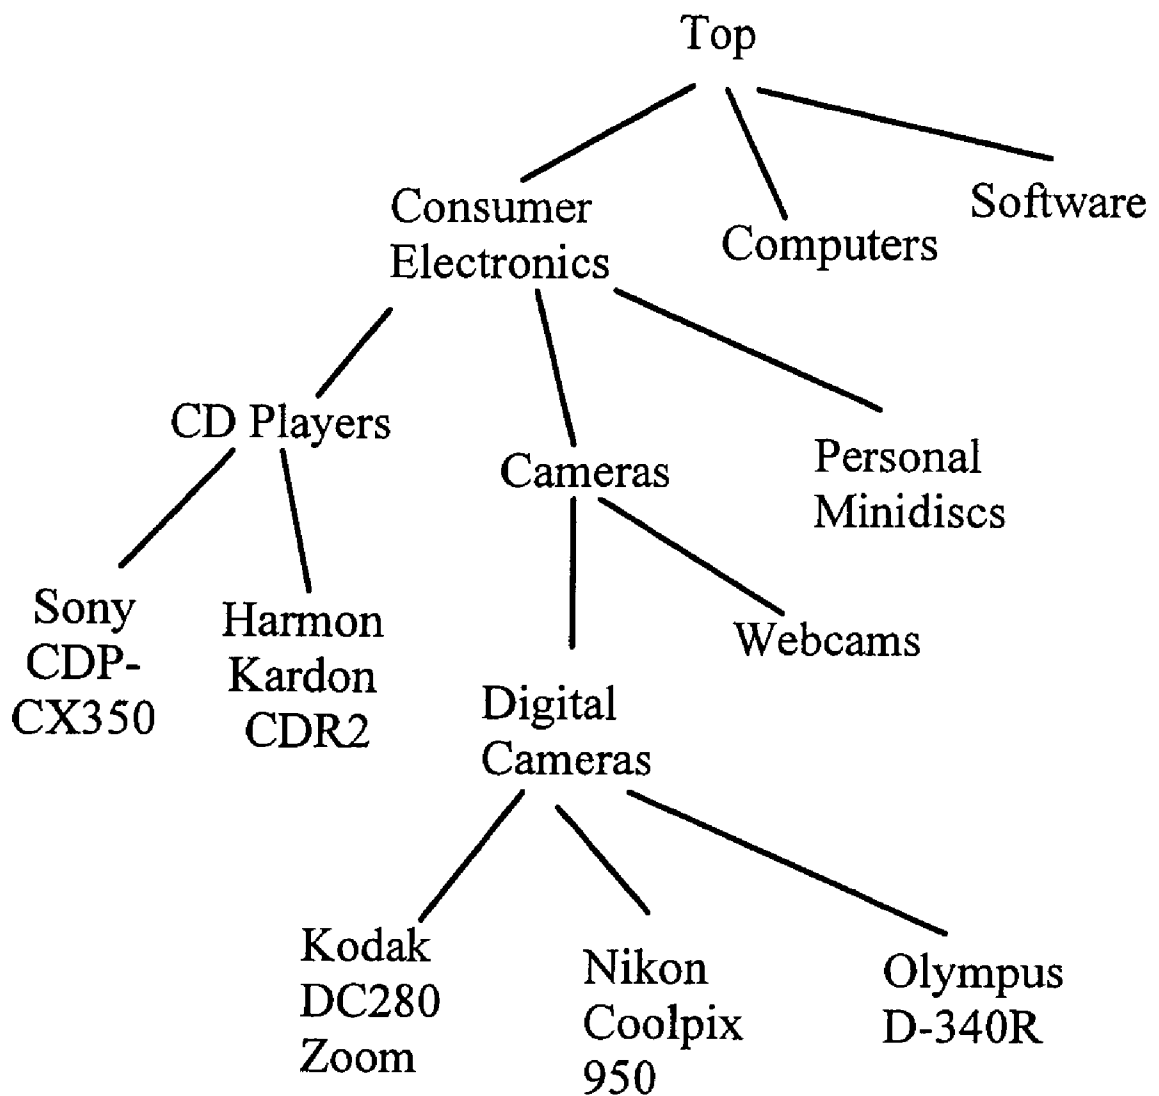 Top
Consumer
Electronics
Computers
Software
CD Players
Cameras
Personal
Minidiscs
Sony
CDP-
CX350
Harmon
Kardon
CDR2
Digital
Cameras
Webcams
Kodak
DC280
Zoom
Nikon
Coolpix
950
Olympus
D-340R